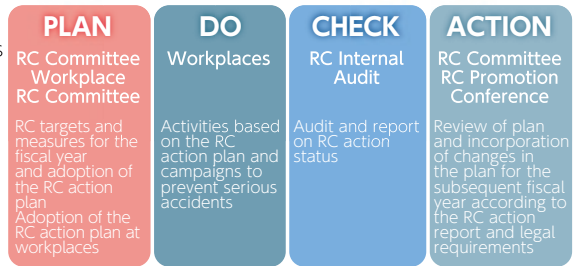 PLAN
RC Committee
Workplace
RC Committee
RC targets and
measures for the
fiscal year
and adoption of
the RC action
plan
Adoption of the
RC action plan at
workplaces
DO
Workplaces
Activities based
on the RC
action plan and
campaigns to
prevent serious
accidents
CHECK
RC Internal
Audit
Audit and report
on RC action
status
ACTION
RC Committee
RC Promotion
Conference
Review of plan
and incorporation
of changes in
the plan for the
subsequent fiscal
year according to
the RC action
report and legal
requirements